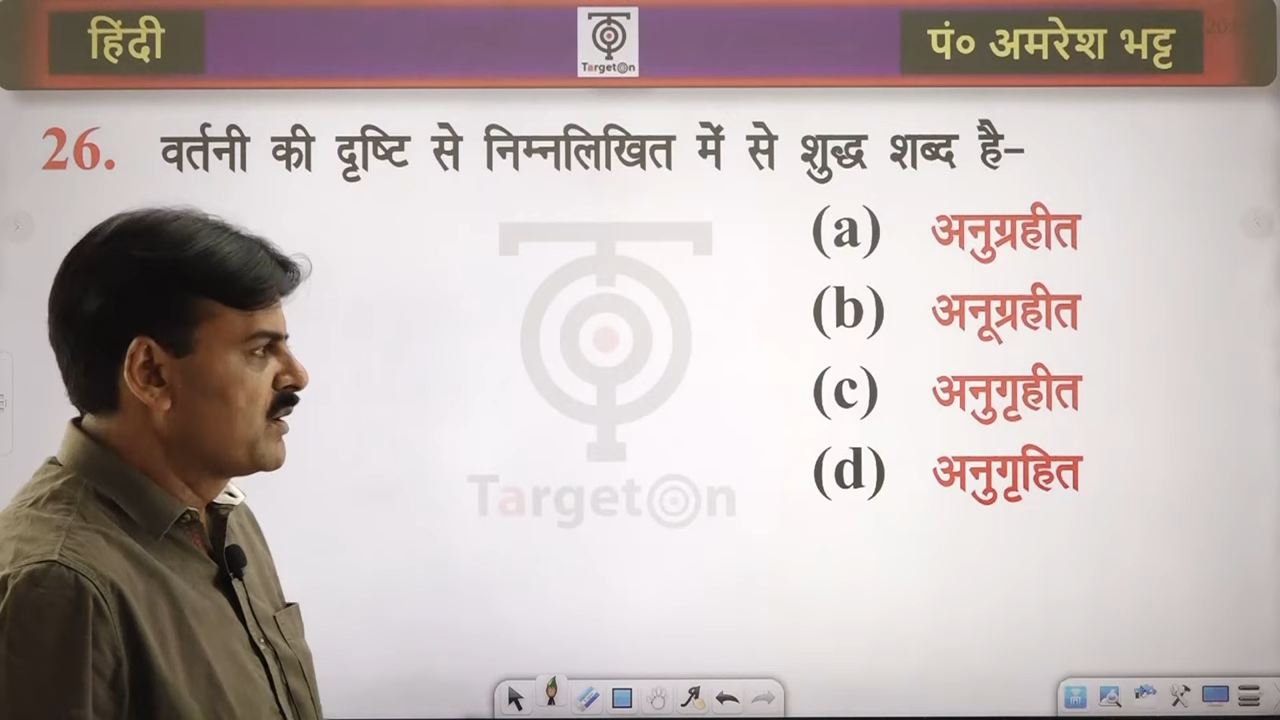 हिंदी
TargetOn
पं० अमरेश भट्ट
26. वर्तनी की दृष्टि से निम्नलिखित में से शुद्ध शब्द है-
(a) अनुग्रहीत
(b) अनूग्रहीत
(c) अनुगृहीत
(d) अनुगृहित
TargetOn